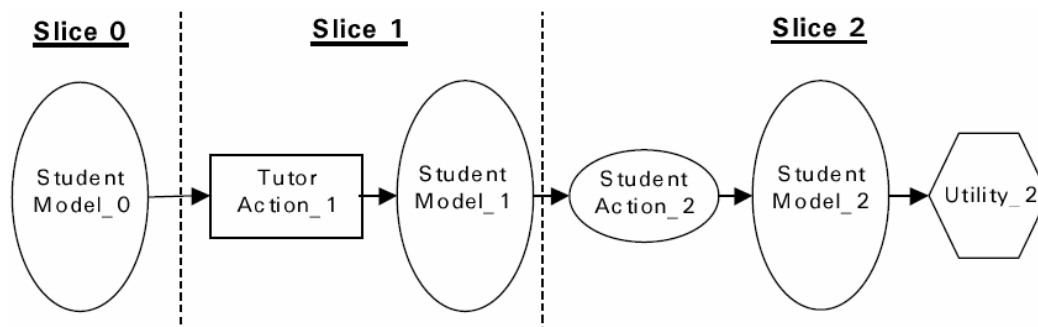 Slice 0
Slice 1
Slice 2
Student
Model_0
Tutor
Action_1
Student
Model_1
Student
Action_2
Student
Model_2
Utility_2